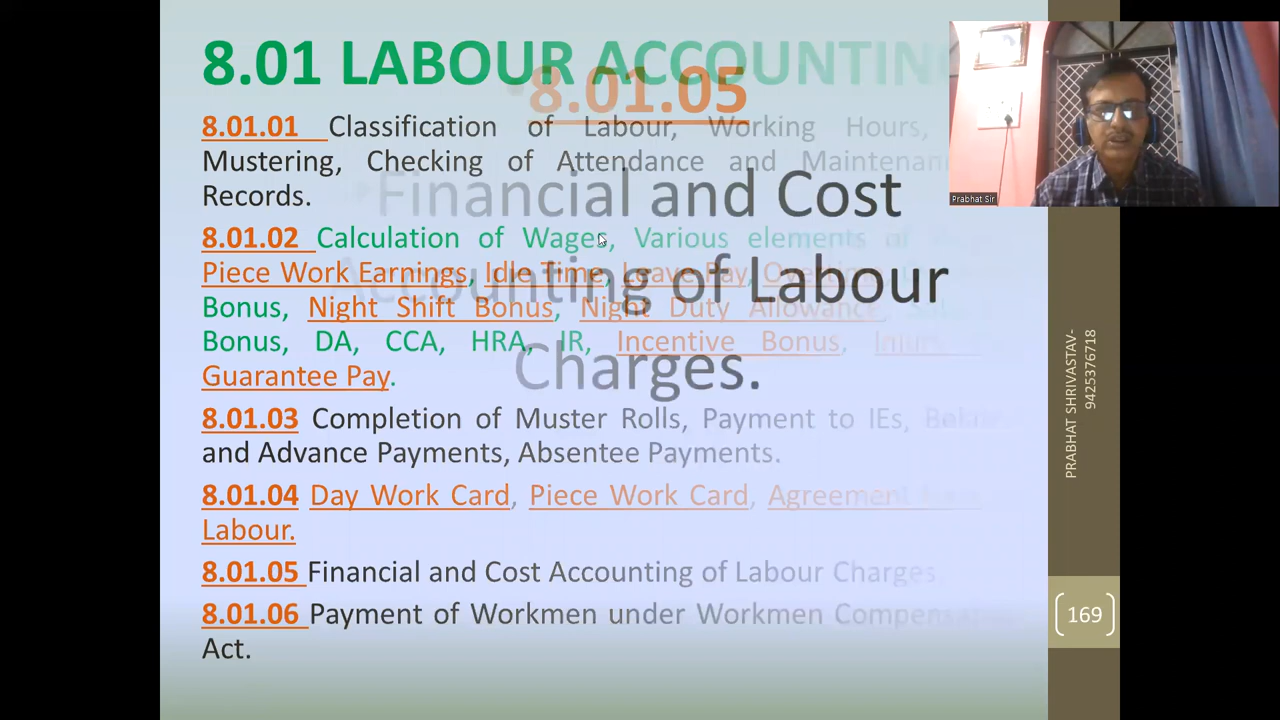 8.01 LABOUR ACCOUNTING
8.01.05
8.01.01 Classification of Labour, Working Hours,
Mustering, Checking of Attendance and
Records.
Financial and Cost
Accounting of Labour
Charges.
8.01.02 Calculation of Wages, Various elements of
Piece Work Earnings, Idle Time, Leave Pay, Overtime,
Bonus, Night Shift Bonus, Night Duty Allowance,
Bonus, DA, CCA, HRA, IR, Incentive Bonus,
Guarantee Pay.
8.01.03 Completion of Muster Rolls, Payment to IEs,
and Advance Payments, Absentee Payments.
8.01.04 Day Work Card, Piece Work Card, Agreement
Labour.
8.01.05 Financial and Cost Accounting of Labour Charges.
8.01.06 Payment of Workmen under Workmen
Act.
PRABHAT SHRIVASTAV-
9425376718
169
Prabhat Sir